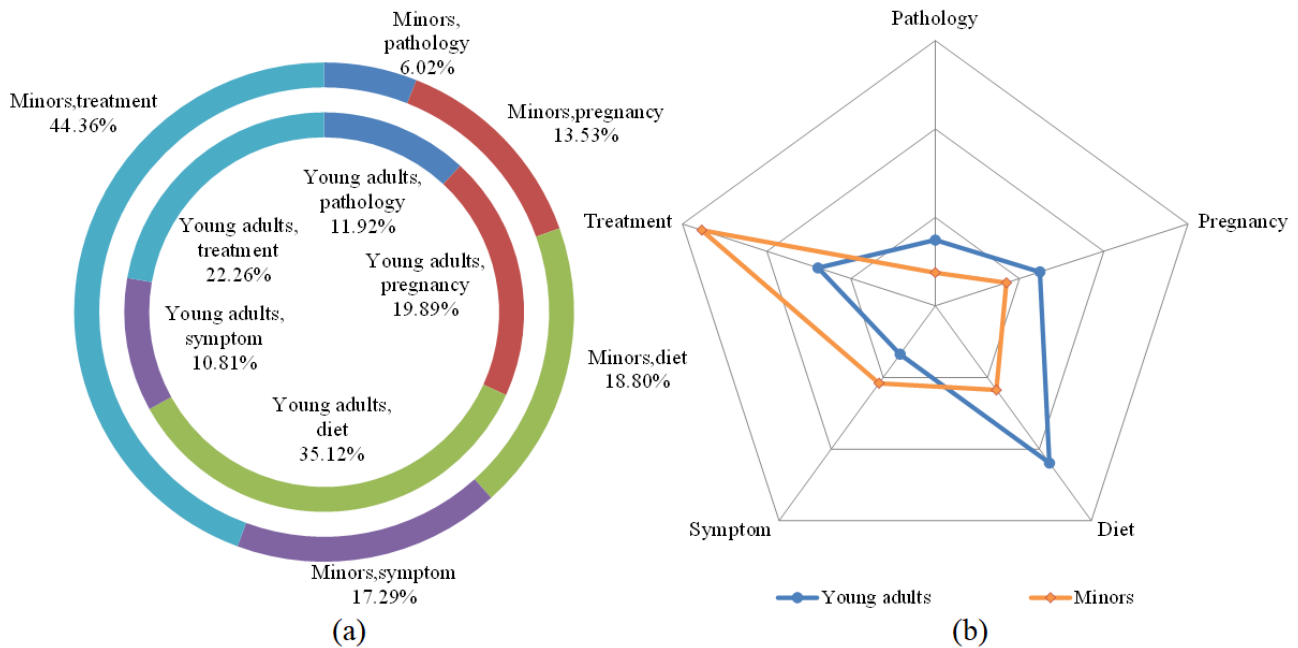 Minors,
pathology
6.02%
Minors,pregnancy
13.53%
Minors,treatment
44.36%
Young adults,
pathology
11.92%
Young adults,
treatment
22.26%
Young adults,
pregnancy
19.89%
Young adults,
symptom
10.81%
Young adults,
diet
35.12%
Minors,diet
18.80%
Minors,symptom
17.29%
(a)
Pathology
Treatment
Pregnancy
Symptom
Diet
Young adults
Minors
(b)